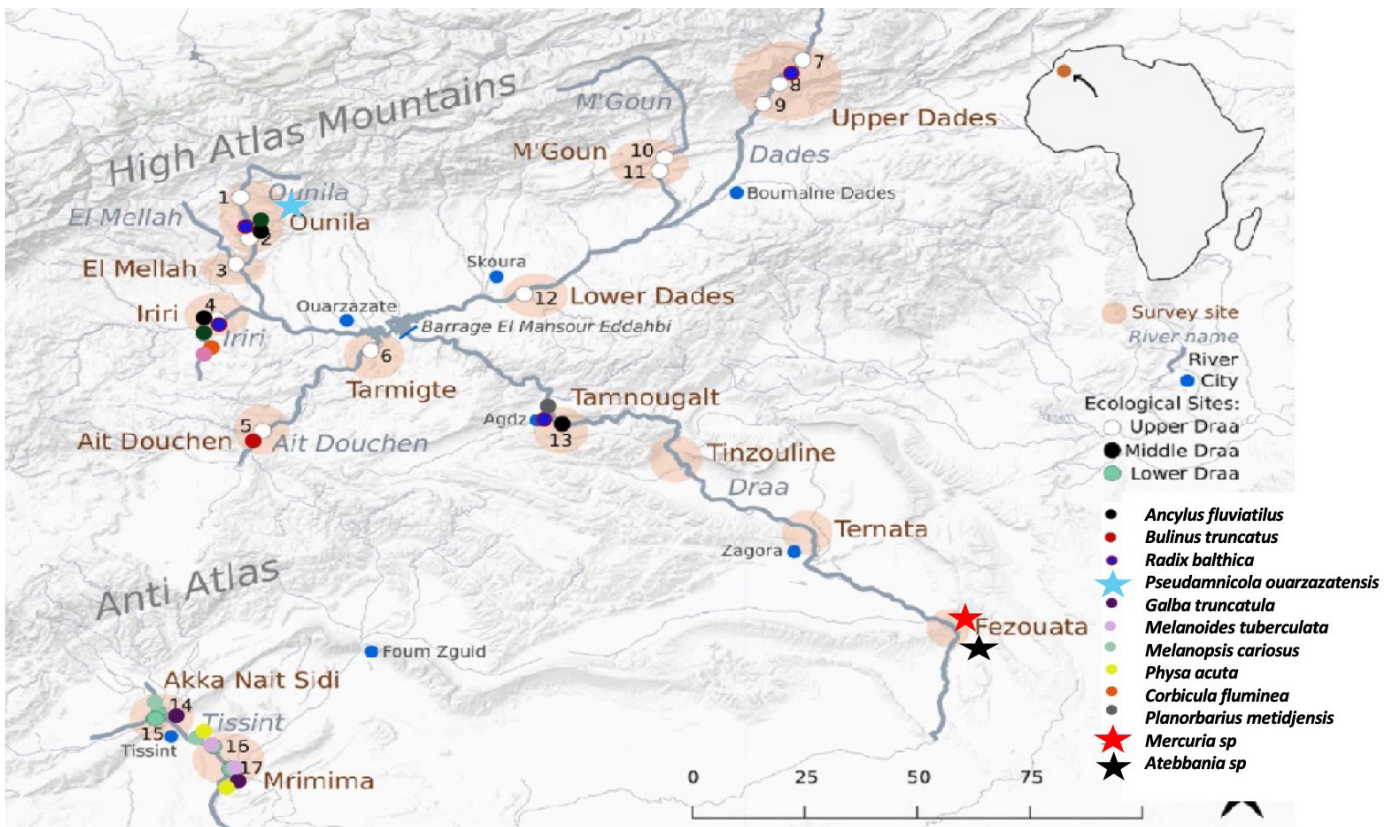 High Atlas Mountains
M'Goun
7
8
9
Upper Dades
M'Goun
10
11
Dades
Boumalne Dades
1
Ounila
El Mellah
Ounila
2
El Mellah
3
Skoura
12
Lower Dades
Iriri
4
Iriri
Ouarzazate
Barrage El Mansour Eddahbi
6
Tarmigte
Survey site
River name
River
City
Ecological Sites:
Upper Draa
Middle Draa
Lower Draa
5
Ait Douchen
Ait Douchen
Agdz
13
Tamnougalt
Tinzouline
Draa
Ternata
Zagora
Ancylus fluviatilus
Bulinus truncatus
Radix balthica
Pseudamnicola ouarzazatensis
Galba truncatula
Melanoides tuberculata
Melanopsis cariosus
Physa acuta
Corbicula fluminea
Planorbarius metidjensis
Mercuria sp
Atebbania sp
Anti Atlas
Fezouata
Foum Zguid
Akka Nait Sidi
14
15
Tissint
Tissint
16
17
Mrimima
0 25 50 75